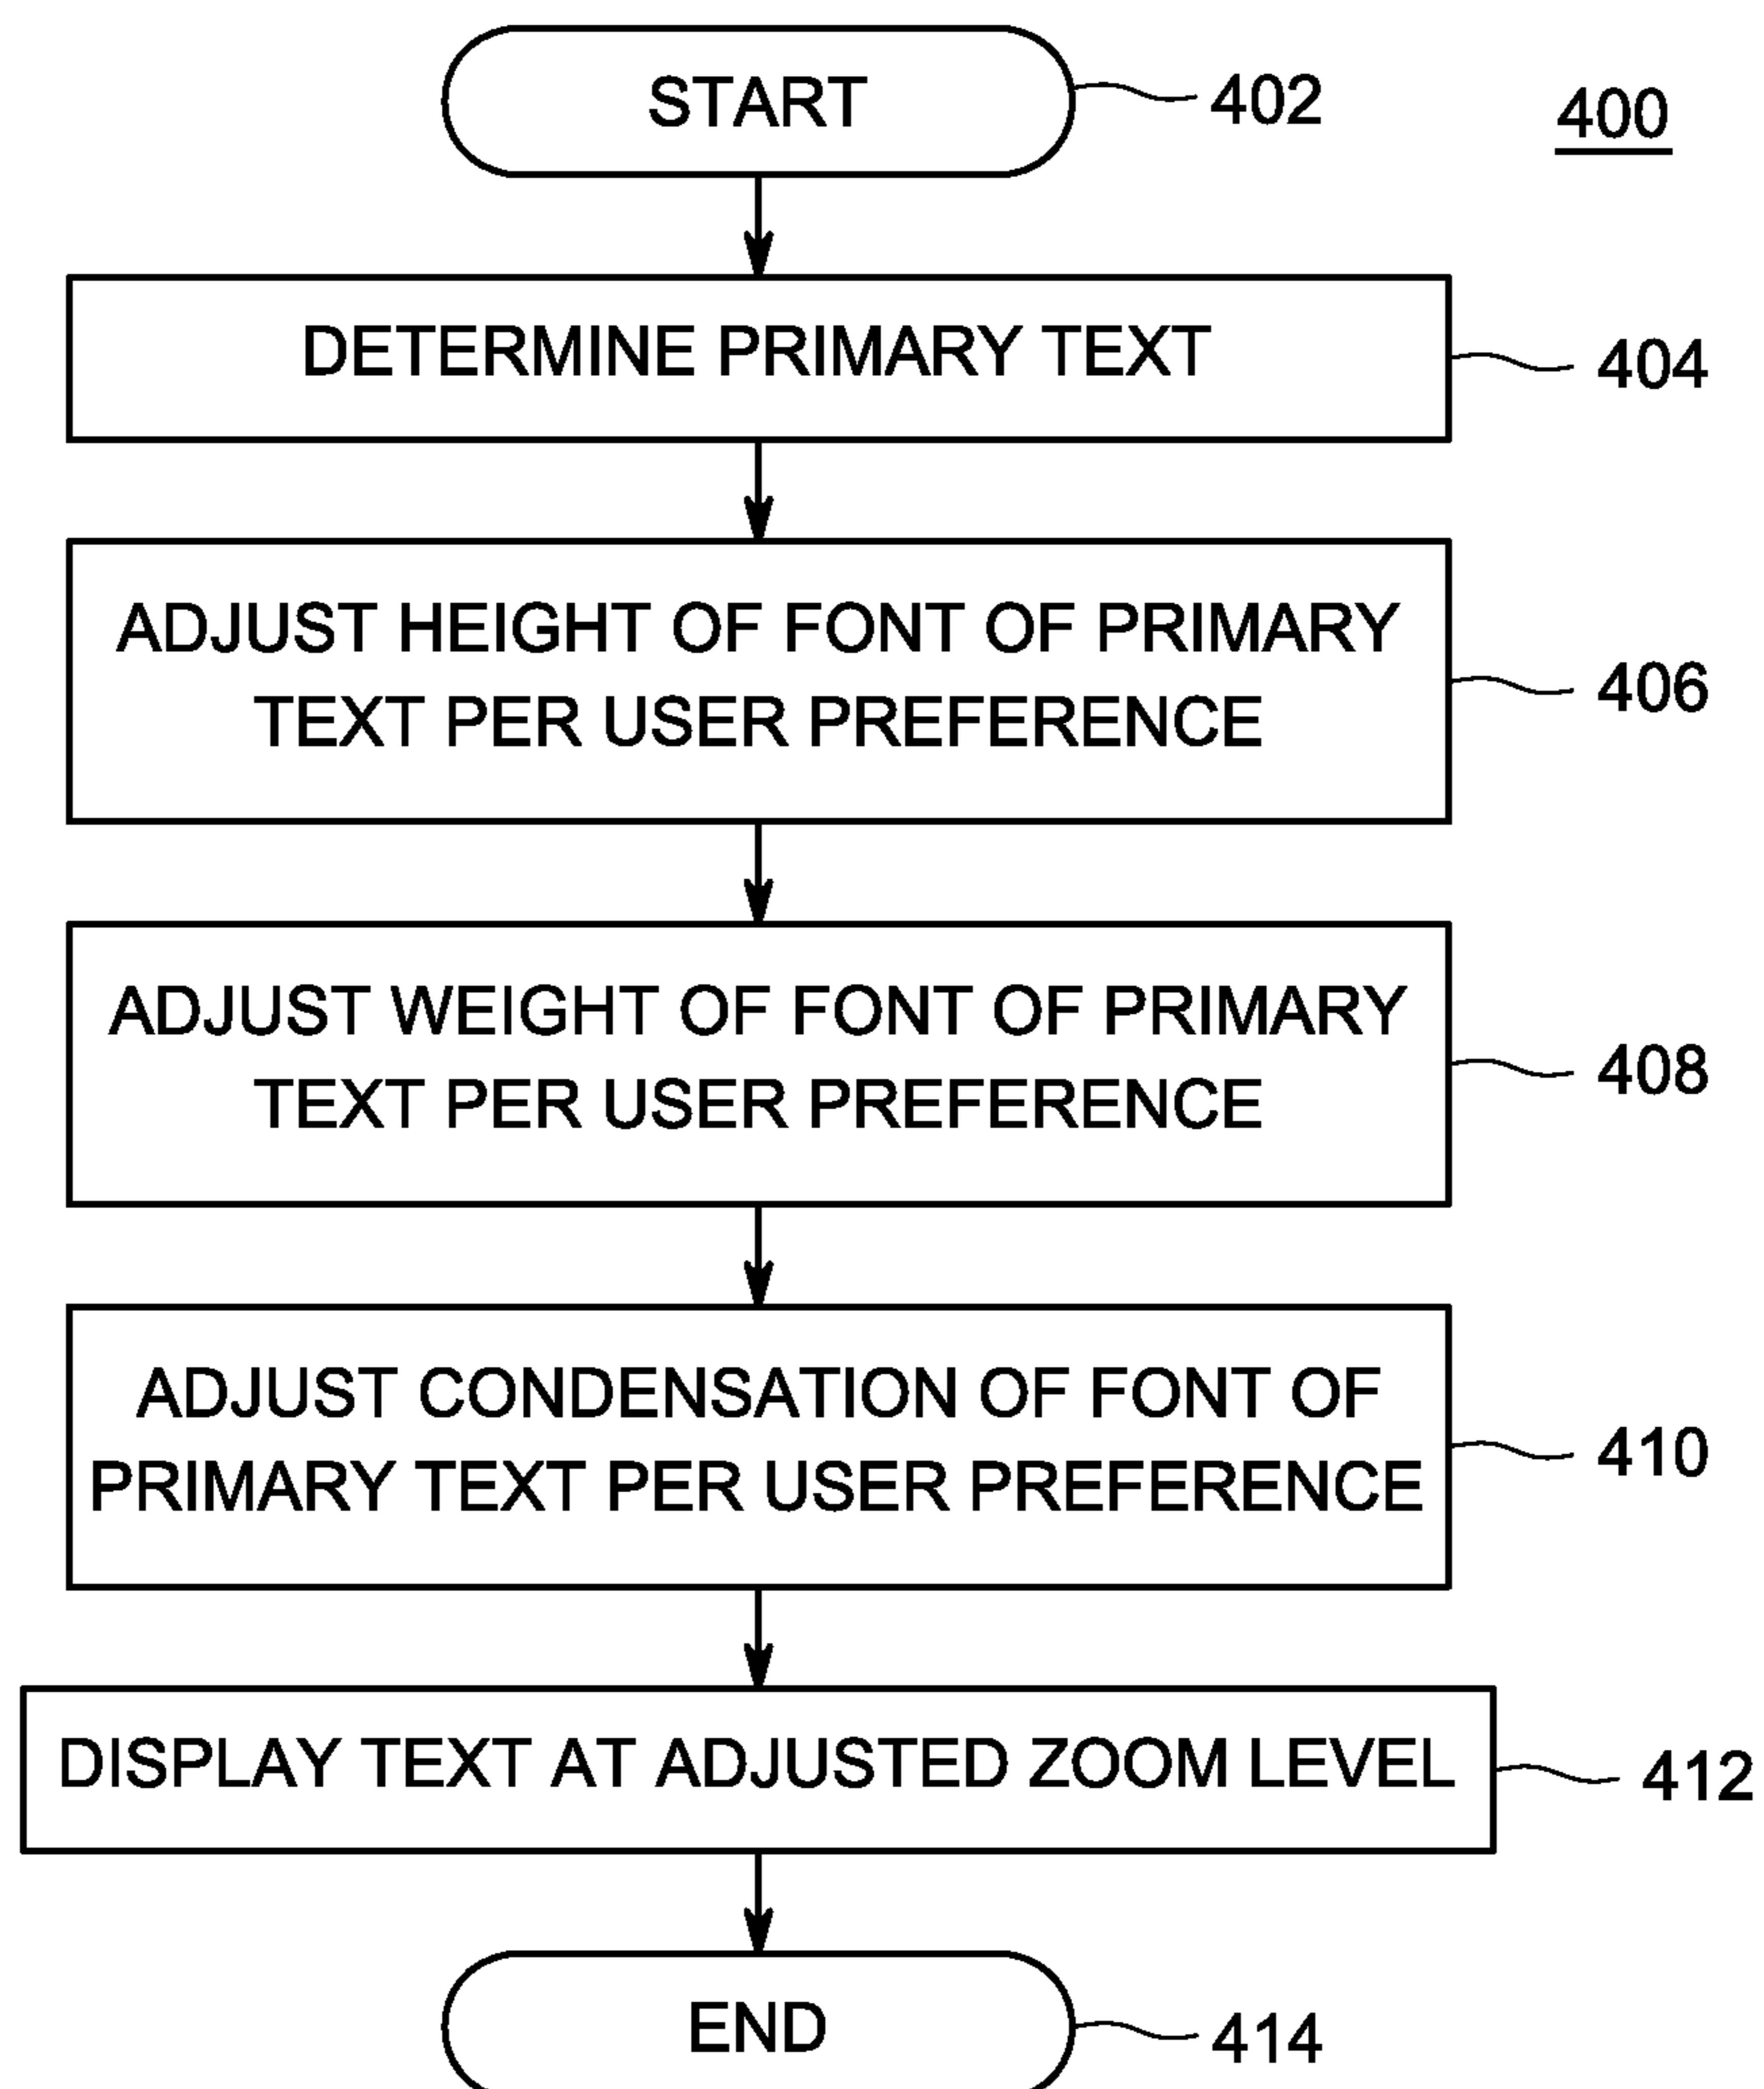 START
402
400
DETERMINE PRIMARY TEXT
404
ADJUST HEIGHT OF FONT OF PRIMARY
TEXT PER USER PREFERENCE
406
ADJUST WEIGHT OF FONT OF PRIMARY
TEXT PER USER PREFERENCE
408
ADJUST CONDENSATION OF FONT OF
PRIMARY TEXT PER USER PREFERENCE
410
DISPLAY TEXT AT ADJUSTED ZOOM LEVEL
412
END
414